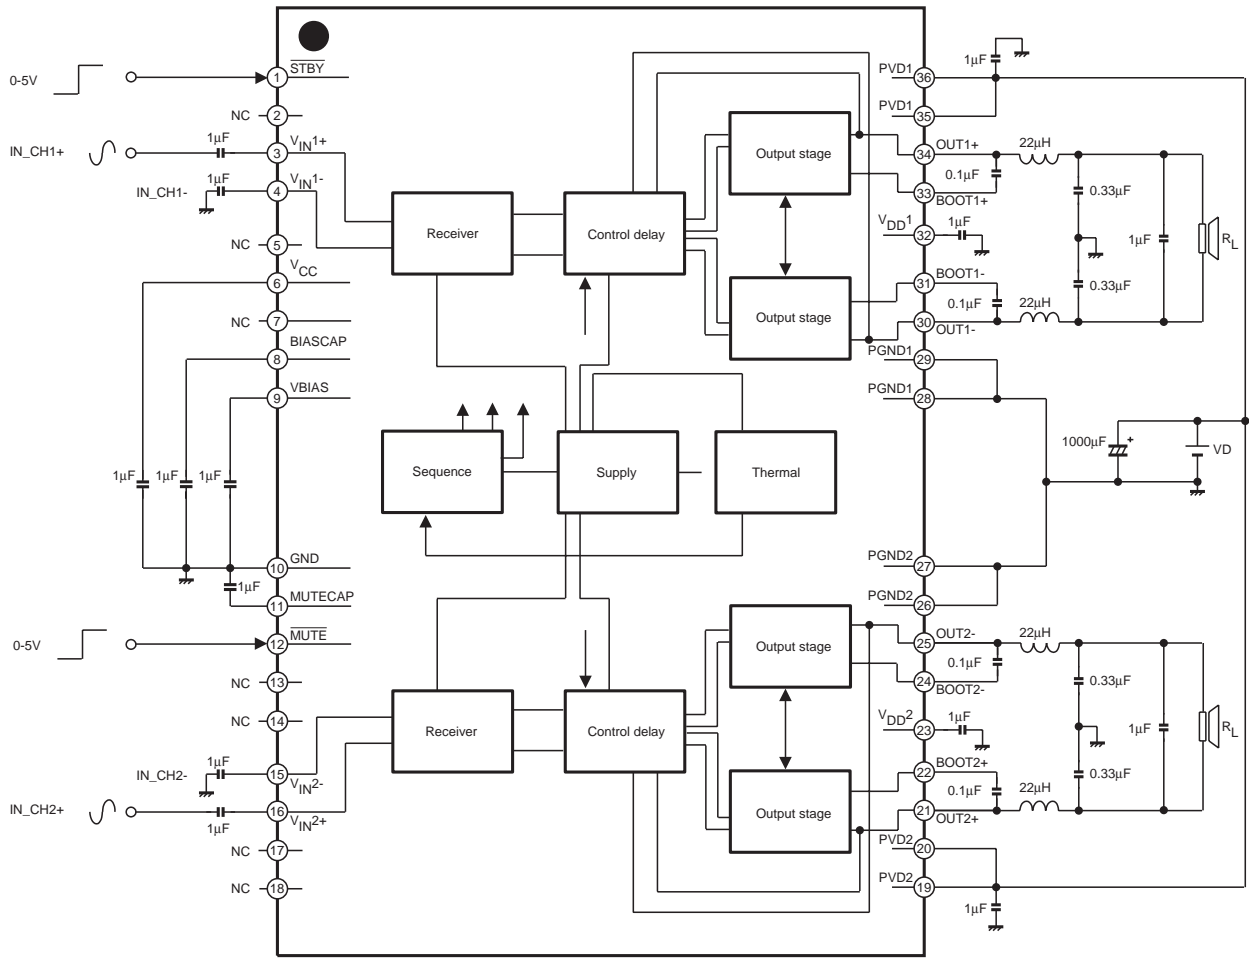 0-5V
1
STBY
NC
2
IN_CH1+
1μF
3
VIN1+
IN_CH1-
1μF
4
VIN1-
NC
5
6
VCC
NC
7
8
BIASCAP
9
VBIAS
1μF
1μF
1μF
10
GND
1μF
11
MUTECAP
0-5V
12
MUTE
NC
13
NC
14
IN_CH2-
1μF
15
VIN2-
IN_CH2+
1μF
16
VIN2+
NC
17
NC
18
Receiver
Control delay
Output stage
Output stage
Sequence
Supply
Thermal
Receiver
Control delay
Output stage
Output stage
PVD1
36
1μF
PVD1
35
34
OUT1+
22μH
0.1μF
33
BOOT1+
0.33μF
VDD1
32
1μF
1μF
RL
31
BOOT1-
0.33μF
0.1μF
22μH
30
OUT1-
PGND1
29
PGND1
28
1000μF
+
VD
PGND2
27
PGND2
26
25
OUT2-
22μH
0.1μF
24
BOOT2-
0.33μF
VDD2
23
1μF
1μF
RL
22
BOOT2+
0.33μF
0.1μF
22μH
21
OUT2+
PVD2
20
PVD2
19
1μF